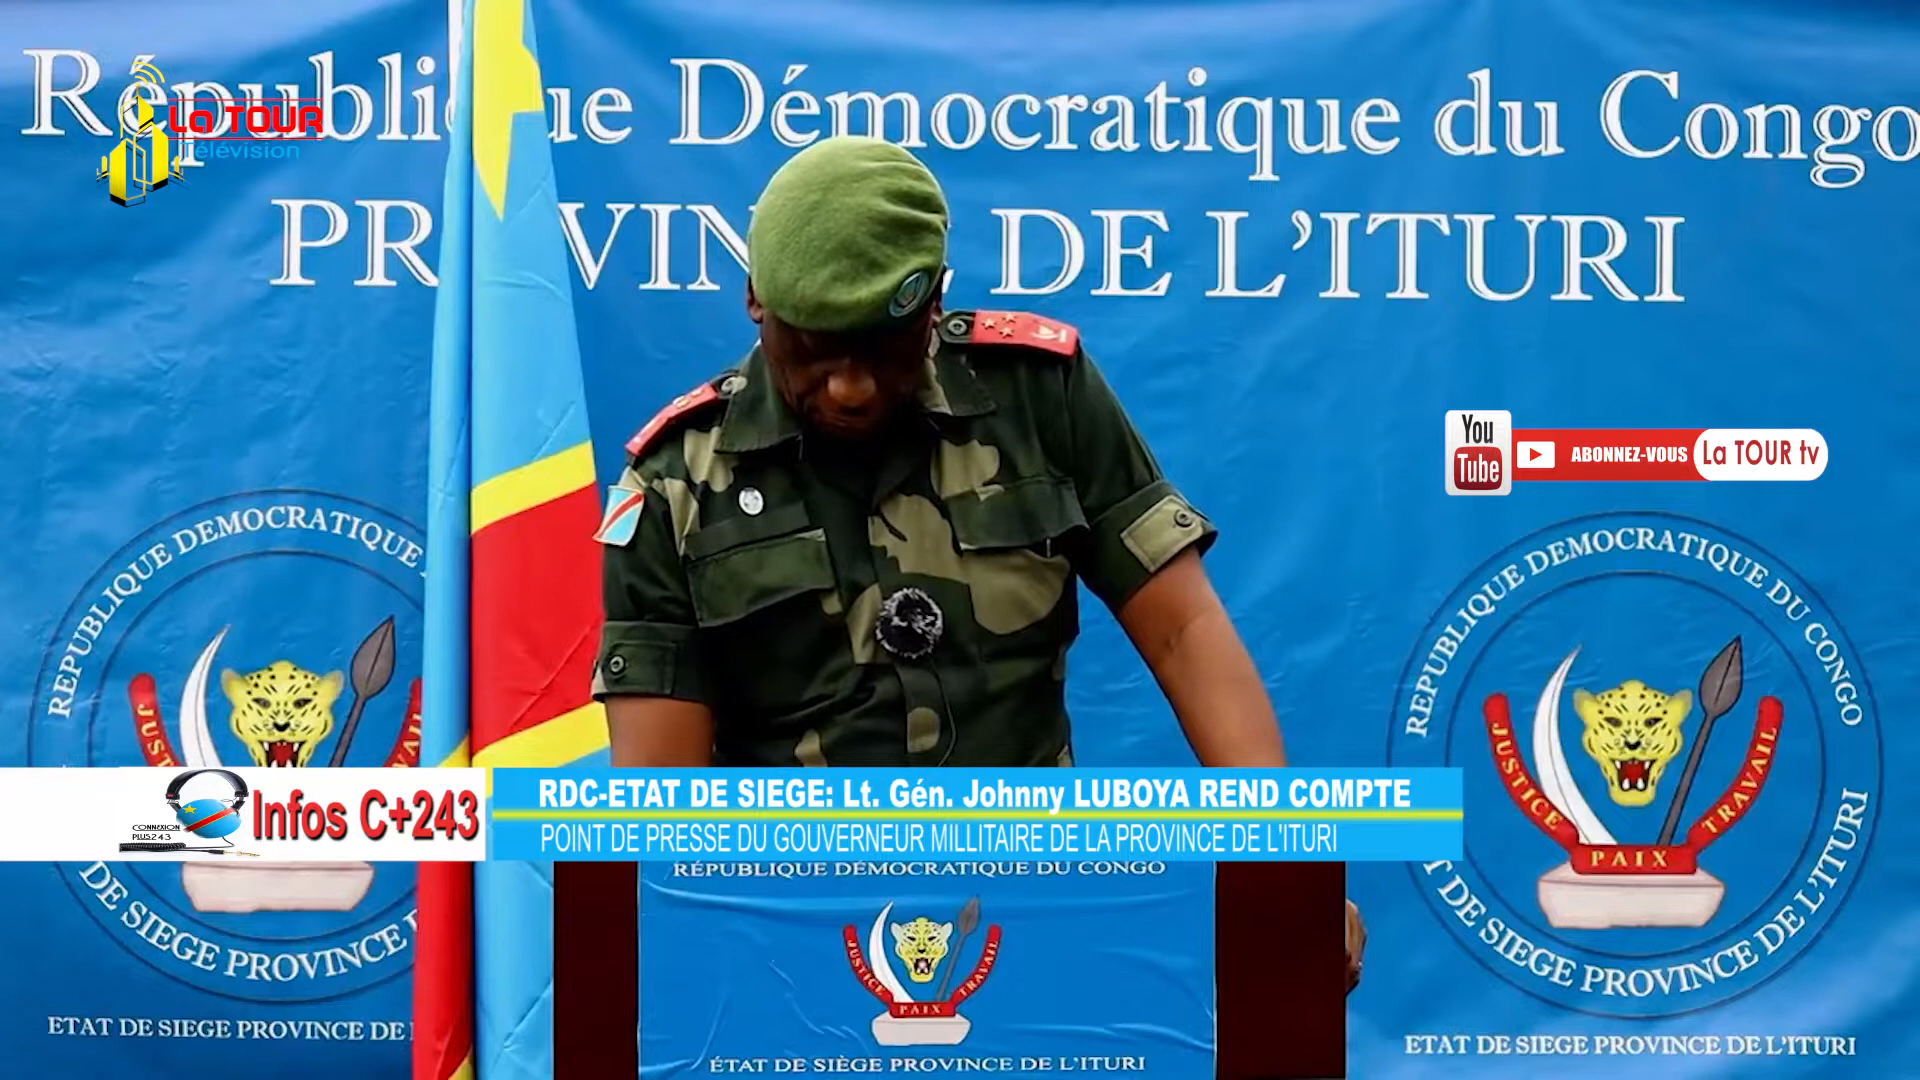 République Démocratique du Congo
La TOUR
Télévision
PROVINCE DE L'ITURI
You
Tube
ABONNEZ-VOUS La TOUR tv
REPUBLIQUE DEMOCRATIQUE
JUSTICE
TRAVAIL
DE SIEGE PROVINCE
ETAT DE SIEGE PROVINCE DE
REPUBLIQUE DEMOCRATIQUE DU CONGO
JUSTICE
TRAVAIL
PAIX
T DE SIEGE PROVINCE DE L'ITURI
ETAT DE SIEGE PROVINCE DE L'ITURI
CONNEXION
PLUS243
Infos C+243
RDC-ETAT DE SIEGE: Lt. Gén. Johnny LUBOYA REND COMPTE
POINT DE PRESSE DU GOUVERNEUR MILLITAIRE DE LA PROVINCE DE L'ITURI
RÉPUBLIQUE DÉMOCRATIQUE DU CONGO
JUSTICE
TRAVAIL
PAIX
ÉTAT DE SIÈGE PROVINCE DE L'ITURI